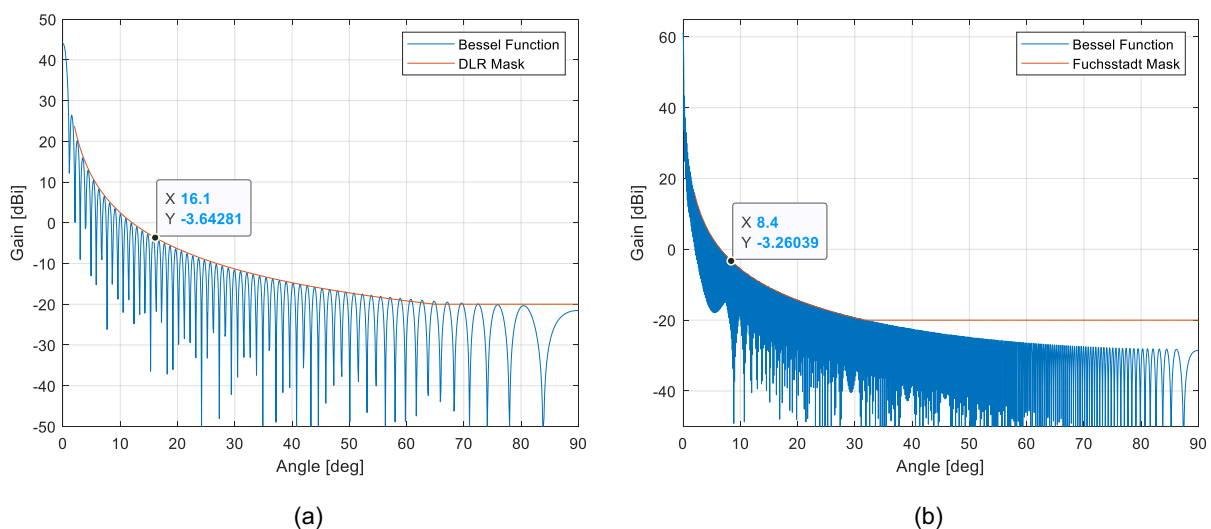 50
40
30
20
10
0
-10
-20
-30
-40
-50
Gain [dBi]
0 10 20 30 40 50 60 70 80 90
Angle [deg]
Bessel Function
DLR Mask
X 16.1
Y -3.64281
(a)
60
40
20
0
-20
-40
Gain [dBi]
0 10 20 30 40 50 60 70 80 90
Angle [deg]
Bessel Function
Fuchsstadt Mask
X 8.4
Y -3.26039
(b)